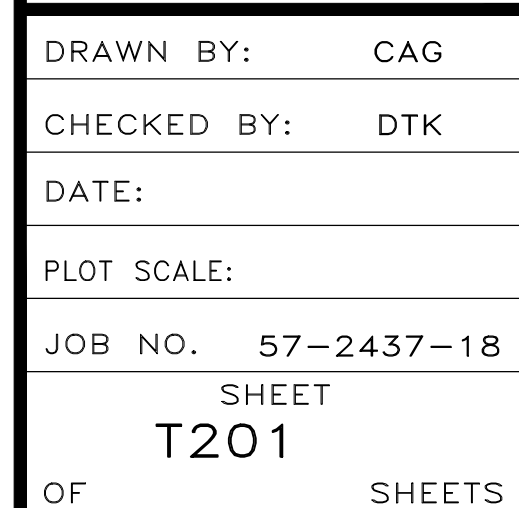 DRAWN BY: CAG
CHECKED BY: DTK
DATE:
PLOT SCALE:
JOB NO. 57-2437-18
SHEET
T201
OF SHEETS